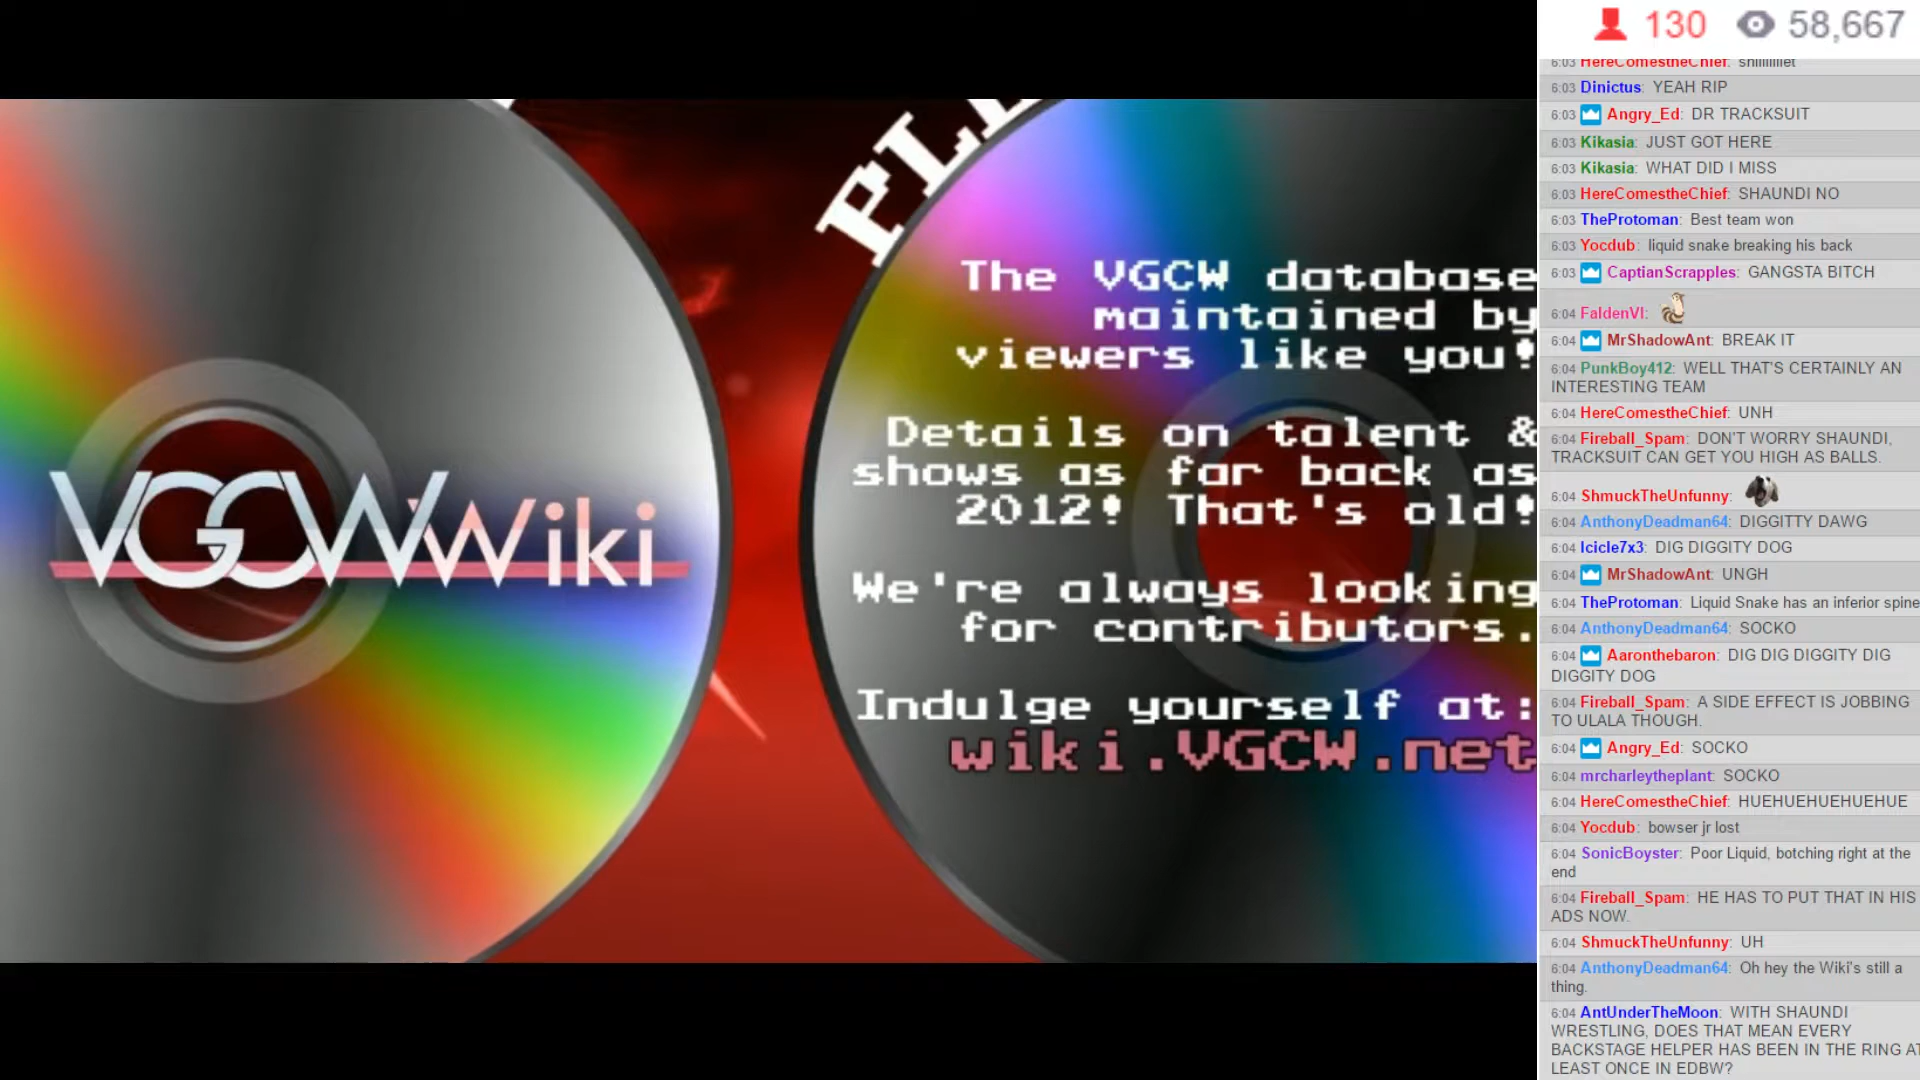 130 58,667
VGCWWiki
PLA
The VGCW database
maintained by
viewers like you!
Details on talent &
shows as far back as
2012! That's old!
We're always looking
for contributors.
Indulge yourself at:
wiki.VGCW.net
6:03 HereComestheChief: shiiiiiiiet
6:03 Dinictus: YEAH RIP
6:03 Angry_Ed: DR TRACKSUIT
6:03 Kikasia: JUST GOT HERE
6:03 Kikasia: WHAT DID I MISS
6:03 HereComestheChief: SHAUNDI NO
6:03 TheProtoman: Best team won
6:03 Yocdub: liquid snake breaking his back
6:03 CaptianScrapples: GANGSTA BITCH
6:04 FaldenVI:
6:04 MrShadowAnt: BREAK IT
6:04 PunkBoy412: WELL THAT'S CERTAINLY AN
INTERESTING TEAM
6:04 HereComestheChief: UNH
6:04 Fireball_Spam: DON'T WORRY SHAUNDI,
TRACKSUIT CAN GET YOU HIGH AS BALLS.
6:04 ShmuckTheUnfunny:
6:04 AnthonyDeadman64: DIGGITTY DAWG
6:04 Icicle7x3: DIG DIGGITY DOG
6:04 MrShadowAnt: UNGH
6:04 TheProtoman: Liquid Snake has an inferior spine
6:04 AnthonyDeadman64: SOCKO
6:04 Aaronthebaron: DIG DIG DIGGITY DIG
DIGGITY DOG
6:04 Fireball_Spam: A SIDE EFFECT IS JOBBING
TO ULALA THOUGH.
6:04 Angry_Ed: SOCKO
6:04 mrcharleytheplant: SOCKO
6:04 HereComestheChief: HUEHUEHUEHUEHUE
6:04 Yocdub: bowser jr lost
6:04 SonicBoyster: Poor Liquid, botching right at the
end
6:04 Fireball_Spam: HE HAS TO PUT THAT IN HIS
ADS NOW.
6:04 ShmuckTheUnfunny: UH
6:04 AnthonyDeadman64: Oh hey the Wiki's still a
thing.
6:04 AntUnderTheMoon: WITH SHAUNDI
WRESTLING, DOES THAT MEAN EVERY
BACKSTAGE HELPER HAS BEEN IN THE RING AT
LEAST ONCE IN EDBW?